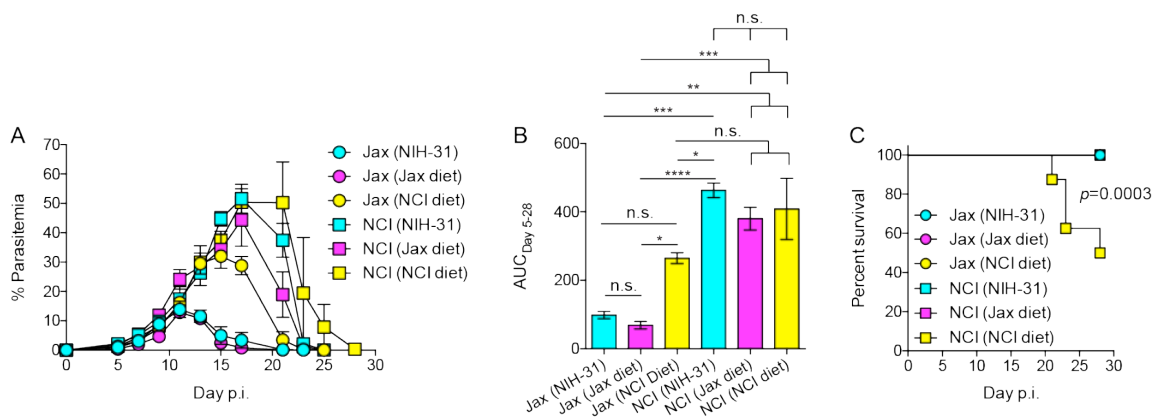 A
% Parasitemia
70
60
50
40
30
20
10
0
0 5 10 15 20 25 30
Day p.i.
Jax (NIH-31)
Jax (Jax diet)
Jax (NCI diet)
NCI (NIH-31)
NCI (Jax diet)
NCI (NCI diet)
B
n.s.
***
**
***
n.s.
*
****
n.s.
*
n.s.
AUC Day 5-28
600
400
200
0
Jax (NIH-31)
Jax (Jax diet)
Jax (NCI Diet)
NCI (NIH-31)
NCI (Jax diet)
NCI (NCI diet)
C
Percent survival
100
80
60
40
20
0
0 10 20 30
Day p.i.
p=0.0003
Jax (NIH-31)
Jax (Jax diet)
Jax (NCI diet)
NCI (NIH-31)
NCI (Jax diet)
NCI (NCI diet)